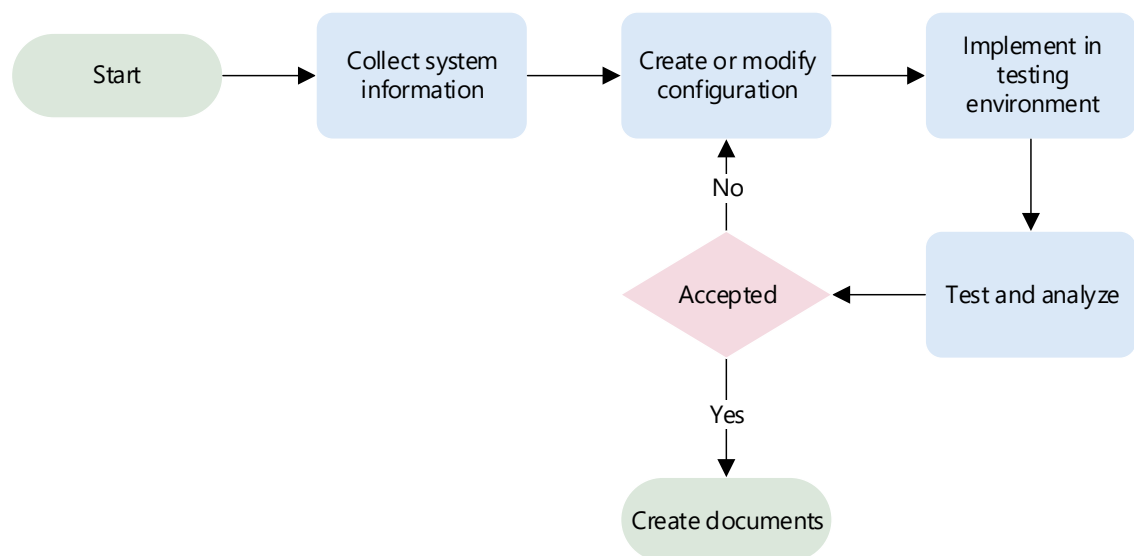 Start
Collect system
information
Create or modify
configuration
Implement in
testing
environment
No
Accepted
Test and analyze
Yes
Create documents